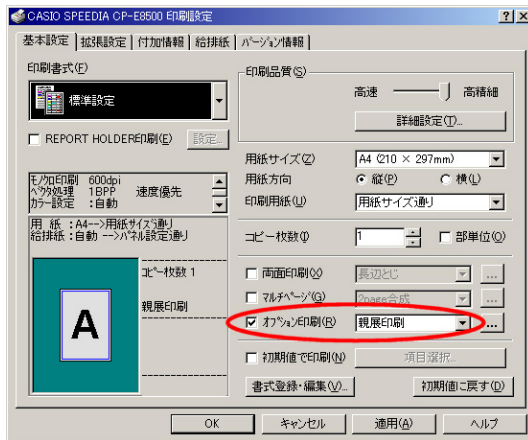 CASIO SPEEDIA CP-E8500 印刷設定
基本設定 拡張設定 付加情報 給排紙 バージョン情報
印刷書式(F)
標準設定
REPORT HOLDER印刷(E) 設定...
モノクロ印刷 600dpi
ベクタ処理 1BPP 速度優先
カラー設定 :自動
用 紙 :A4-->用紙サイズ通り
給排紙:自動 -->パネル設定通り
コピー枚数 1
親展印刷
A
印刷品質(S)
高速 高精細
詳細設定(T)...
用紙サイズ(Z) A4 (210 × 297mm)
用紙方向 縦(P) 横(L)
印刷用紙(U) 用紙サイズ通り
コピー枚数(I) 1 部単位(O)
両面印刷(X) 長辺とじ ...
マルチページ(G) 2page合成 ...
オプション印刷(R) 親展印刷 ...
初期値で印刷(N) 項目選択...
書式登録・編集(V)... 初期値に戻す(D)
OK キャンセル 適用(A) ヘルプ